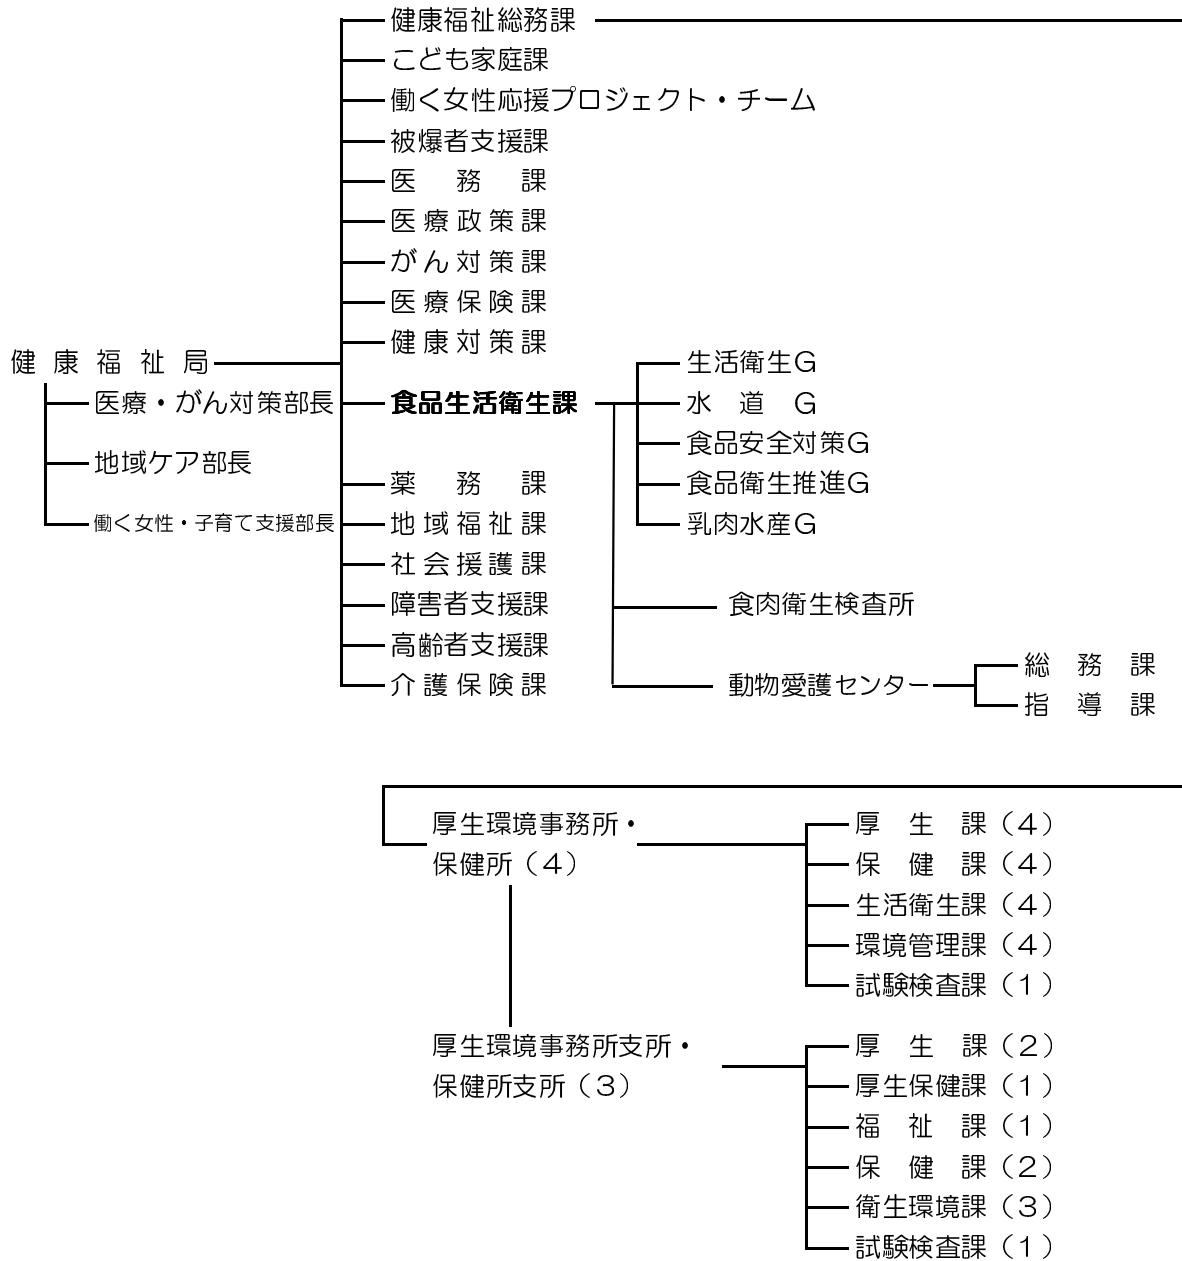 健康福祉総務課
こども家庭課
働く女性応援プロジェクト・チーム
被爆者支援課
医務課
医療政策課
がん対策課
医療保険課
健康対策課
健康福祉局
医療・がん対策部長
地域ケア部長
働く女性・子育て支援部長
食品生活衛生課
薬務課
地域福祉課
社会援護課
障害者支援課
高齢者支援課
介護保険課
生活衛生G
水道G
食品安全対策G
食品衛生推進G
乳肉水産G
食肉衛生検査所
動物愛護センター
総務課
指導課
厚生環境事務所・
保健所（4）
厚生課（4）
保健課（4）
生活衛生課（4）
環境管理課（4）
試験検査課（1）
厚生環境事務所支所・
保健所支所（3）
厚生課（2）
厚生保健課（1）
福祉課（1）
保健課（2）
衛生環境課（3）
試験検査課（1）